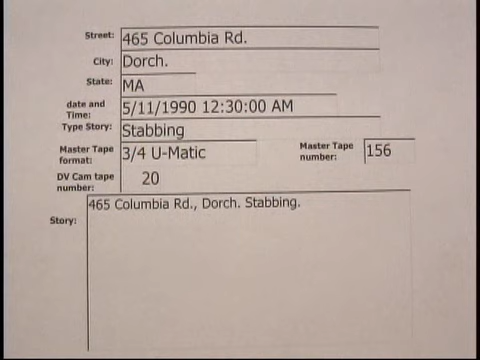 Street: 465 Columbia Rd.
City: Dorch.
State: MA
date and Time: 5/11/1990 12:30:00 AM
Type Story: Stabbing
Master Tape format: 3/4 U-Matic Master Tape number: 156
DV Cam tape number: 20
Story: 465 Columbia Rd., Dorch. Stabbing.